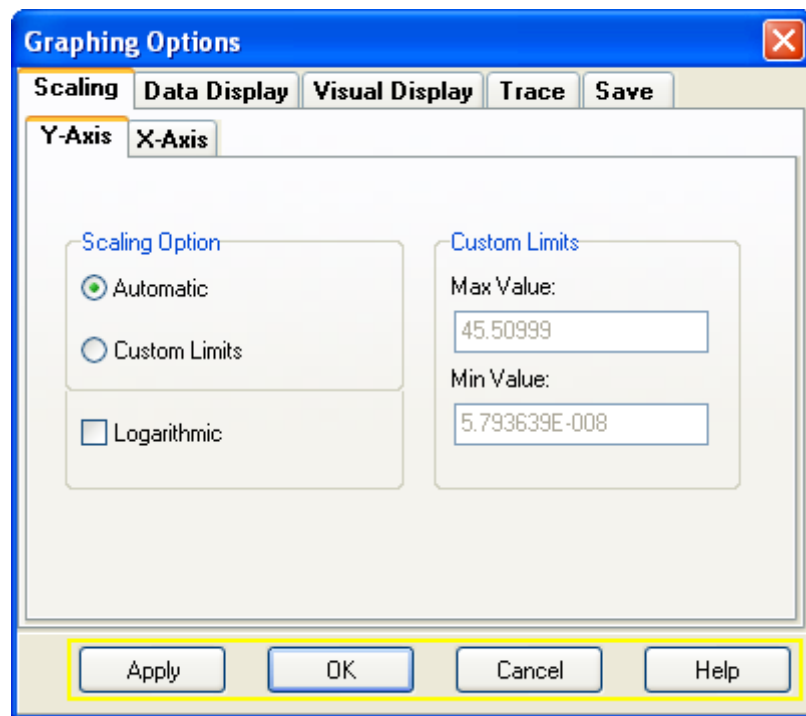 Graphing Options
Scaling Data Display Visual Display Trace Save
Y-Axis X-Axis
Scaling Option
Automatic
Custom Limits
Logarithmic
Custom Limits
Max Value:
45.50999
Min Value:
5.793639E-008
Apply OK Cancel Help